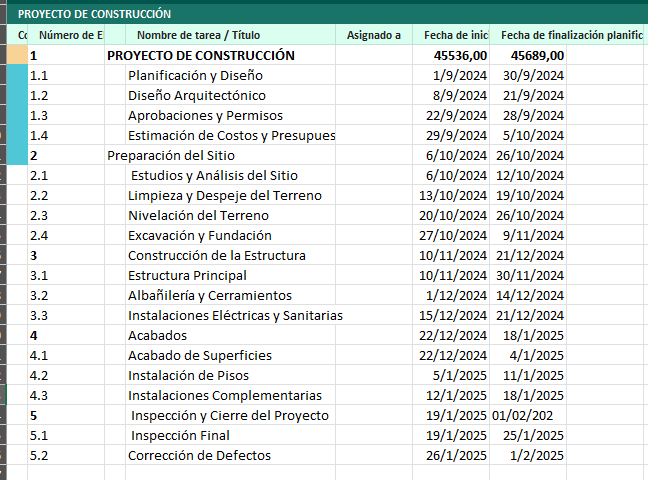 PROYECTO DE CONSTRUCCIÓN
Cc Número de E Nombre de tarea / Título Asignado a Fecha de inic Fecha de finalización planific
1 PROYECTO DE CONSTRUCCIÓN 45536,00 45689,00
1.1 Planificación y Diseño 1/9/2024 30/9/2024
1.2 Diseño Arquitectónico 8/9/2024 21/9/2024
1.3 Aprobaciones y Permisos 22/9/2024 28/9/2024
1.4 Estimación de Costos y Presupues 29/9/2024 5/10/2024
2 Preparación del Sitio 6/10/2024 26/10/2024
2.1 Estudios y Análisis del Sitio 6/10/2024 12/10/2024
2.2 Limpieza y Despeje del Terreno 13/10/2024 19/10/2024
2.3 Nivelación del Terreno 20/10/2024 26/10/2024
2.4 Excavación y Fundación 27/10/2024 9/11/2024
3 Construcción de la Estructura 10/11/2024 21/12/2024
3.1 Estructura Principal 10/11/2024 30/11/2024
3.2 Albañilería y Cerramientos 1/12/2024 14/12/2024
3.3 Instalaciones Eléctricas y Sanitarias 15/12/2024 21/12/2024
4 Acabados 22/12/2024 18/1/2025
4.1 Acabado de Superficies 22/12/2024 4/1/2025
4.2 Instalación de Pisos 5/1/2025 11/1/2025
4.3 Instalaciones Complementarias 12/1/2025 18/1/2025
5 Inspección y Cierre del Proyecto 19/1/2025 01/02/202
5.1 Inspección Final 19/1/2025 25/1/2025
5.2 Corrección de Defectos 26/1/2025 1/2/2025